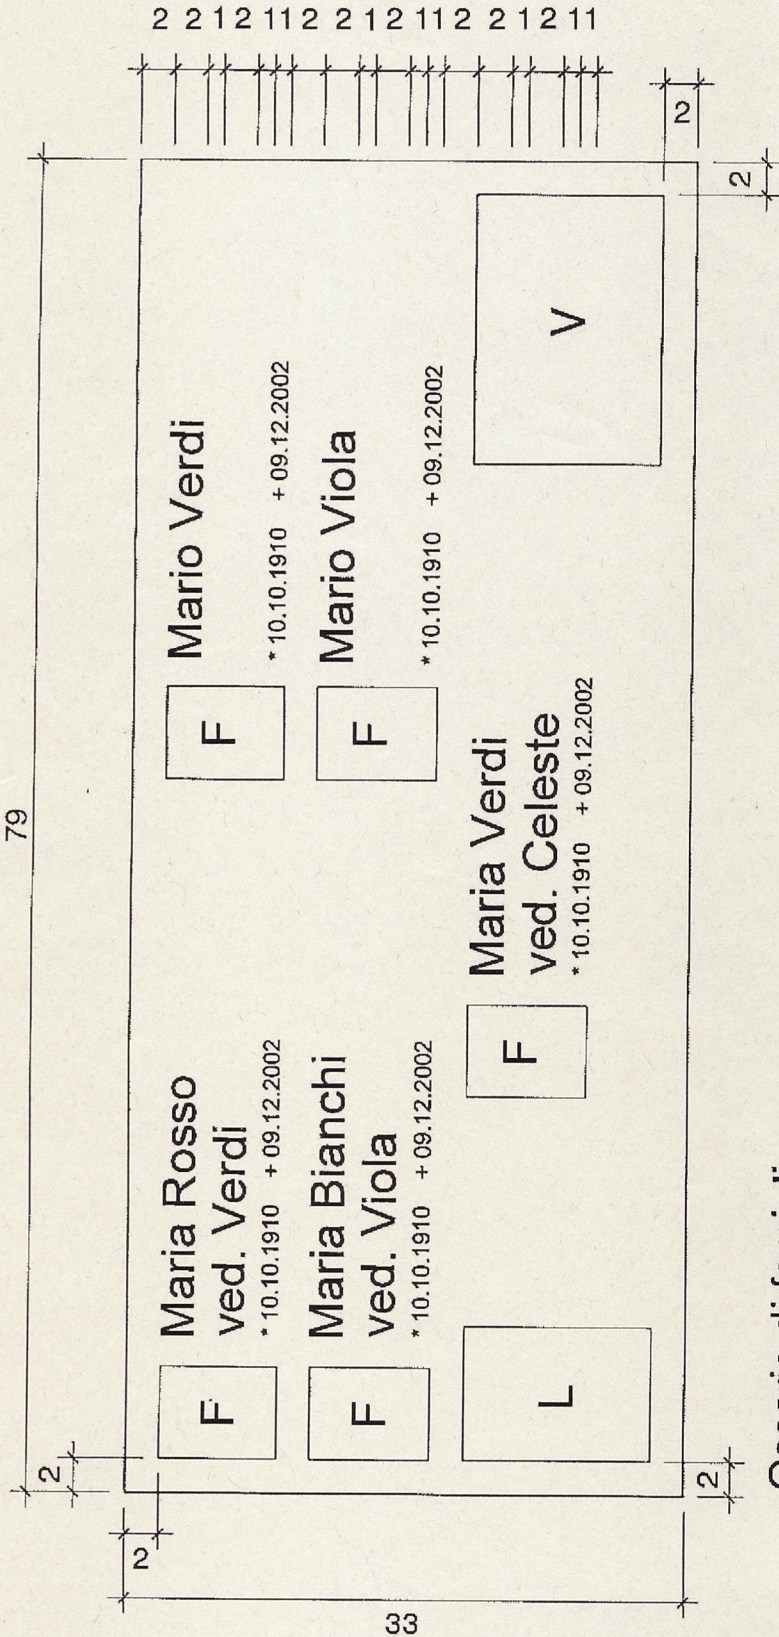 2 2 1 2 1 1 2 2 1 2 1 1 2 2 1 2 1 1
79
2
2
33
F
Maria Rosso
ved. Verdi
* 10.10.1910 + 09.12.2002
F
Mario Verdi
* 10.10.1910 + 09.12.2002
F
Maria Bianchi
ved. Viola
* 10.10.1910 + 09.12.2002
F
Mario Viola
* 10.10.1910 + 09.12.2002
L
F
Maria Verdi
ved. Celeste
* 10.10.1910 + 09.12.2002
V
2
2
2